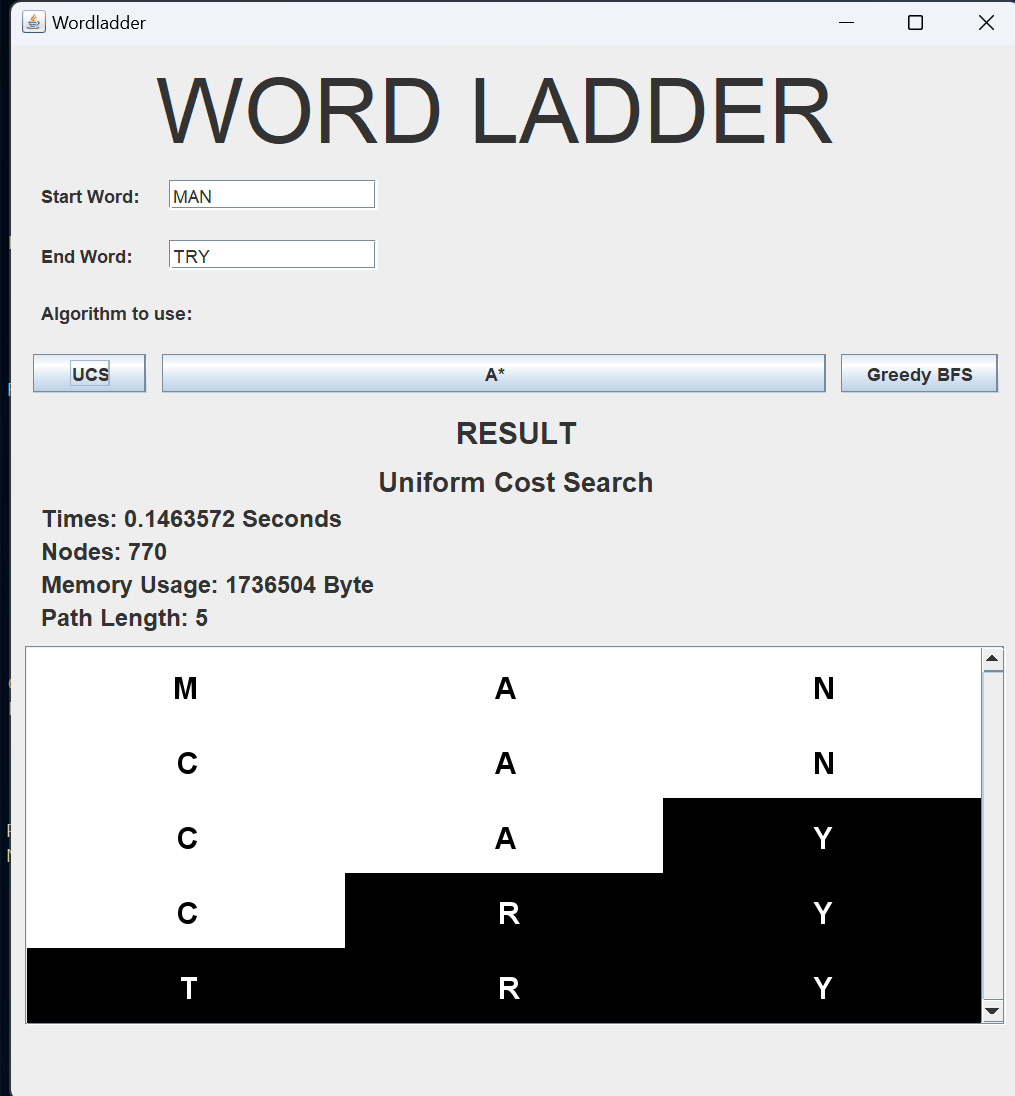 Wordladder
WORD LADDER
Start Word: MAN
End Word: TRY
Algorithm to use:
UCS A* Greedy BFS
RESULT
Uniform Cost Search
Times: 0.1463572 Seconds
Nodes: 770
Memory Usage: 1736504 Byte
Path Length: 5
M A N
C A N
C A Y
C R Y
T R Y